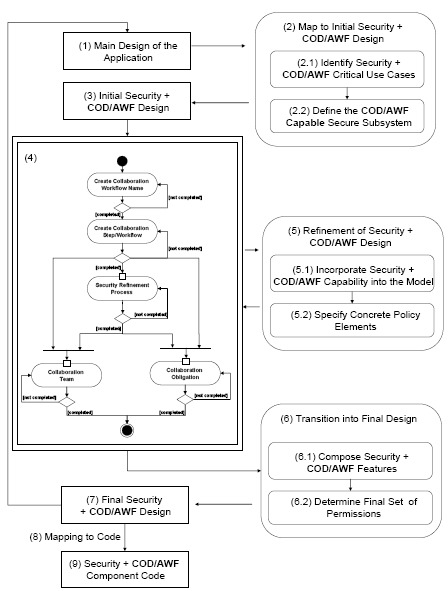 (1) Main Design of the
Application
(2) Map to Initial Security +
COD/AWF Design
(2.1) Identify Security +
COD/AWF Critical Use Cases
(2.2) Define the COD/AWF
Capable Secure Subsystem
(3) Initial Security +
COD/AWF Design
(4)
Create Collaboration
Workflow Name
[not completed]
[completed]
Create Collaboration
Step/Workflow
[not completed]
[completed]
Security Refinement
Process
[not completed]
[completed]
Collaboration
Team
[not completed]
[completed]
Collaboration
Obligation
[not completed]
[completed]
(5) Refinement of Security +
COD/AWF Design
(5.1) Incorporate Security +
COD/AWF Capability into the Model
(5.2) Specify Concrete Policy
Elements
(6) Transition into Final Design
(6.1) Compose Security +
COD/AWF Features
(6.2) Determine Final Set of
Permissions
(7) Final Security
+ COD/AWF Design
(8) Mapping to Code
(9) Security + COD/AWF
Component Code